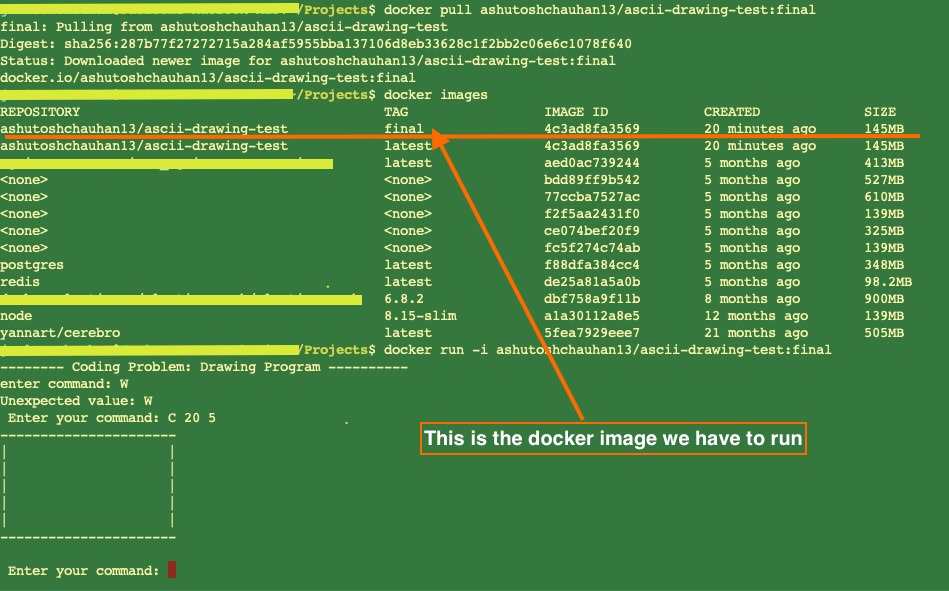 /Projects$ docker pull ashutoshchauhan13/ascii-drawing-test:final
final: Pulling from ashutoshchauhan13/ascii-drawing-test
Digest: sha256:287b77f27272715a284af5955bba137106d8eb33628c1f2bb2c06e6c1078f640
Status: Downloaded newer image for ashutoshchauhan13/ascii-drawing-test:final
docker.io/ashutoshchauhan13/ascii-drawing-test:final
/Projects$ docker images
REPOSITORY TAG IMAGE ID CREATED SIZE
ashutoshchauhan13/ascii-drawing-test final 4c3ad8fa3569 20 minutes ago 145MB
ashutoshchauhan13/ascii-drawing-test latest 4c3ad8fa3569 20 minutes ago 145MB
latest aed0ac739244 5 months ago 413MB
<none> <none> bdd89ff9b542 5 months ago 527MB
<none> <none> 77ccba7527ac 5 months ago 610MB
<none> <none> f2f5aa2431f0 5 months ago 139MB
<none> <none> ce074bef20f9 5 months ago 325MB
<none> <none> fc5f274c74ab 5 months ago 139MB
postgres latest f88dfa384cc4 5 months ago 348MB
redis latest de25a81a5a0b 5 months ago 98.2MB
6.8.2 dbf758a9f11b 8 months ago 900MB
node 8.15-slim a1a30112a8e5 12 months ago 139MB
yannart/cerebro latest 5fea7929eee7 21 months ago 505MB
/Projects$ docker run -i ashutoshchauhan13/ascii-drawing-test:final
-------- Coding Problem: Drawing Program ----------
enter command: W
Unexpected value: W
Enter your command: C 20 5
----------------------
|                    |
|                    |
|                    |
|                    |
|                    |
----------------------
Enter your command:
This is the docker image we have to run